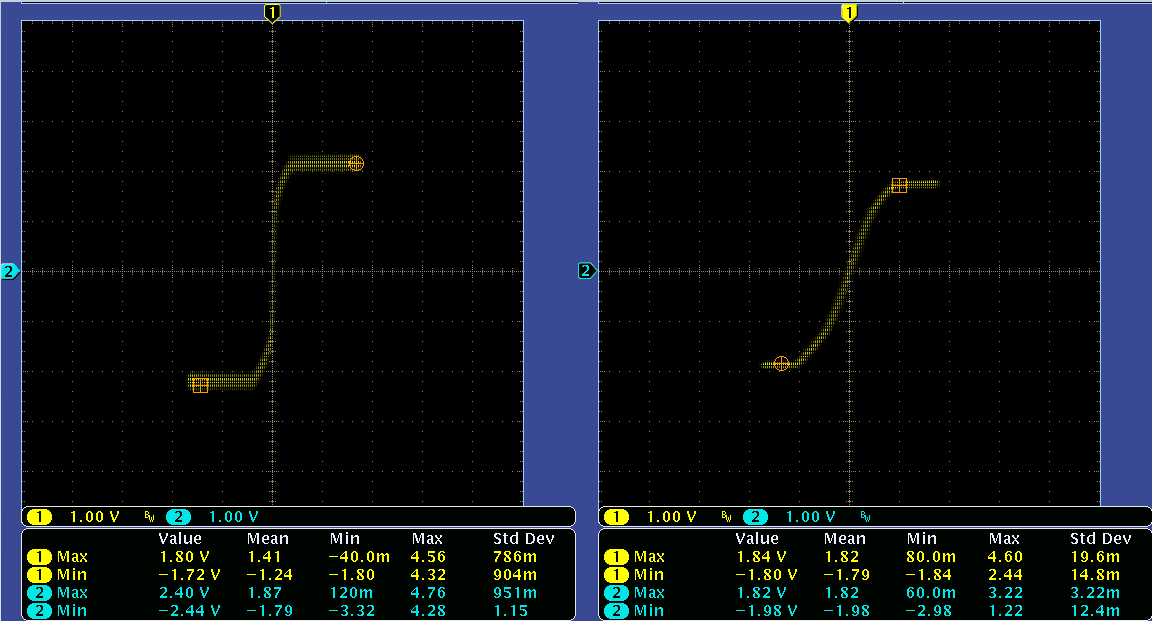 1
1
2
2
1 1.00 V BW 2 1.00 V
1 1.00 V BW 2 1.00 V BW
Value Mean Min Max Std Dev
1 Max 1.80 V 1.41 −40.0m 4.56 786m
1 Min −1.72 V −1.24 −1.80 4.32 904m
2 Max 2.40 V 1.87 120m 4.76 951m
2 Min −2.44 V −1.79 −3.32 4.28 1.15
Value Mean Min Max Std Dev
1 Max 1.84 V 1.82 80.0m 4.60 19.6m
1 Min −1.80 V −1.79 −1.84 2.44 14.8m
2 Max 1.82 V 1.82 60.0m 3.22 3.22m
2 Min −1.98 V −1.98 −2.98 1.22 12.4m